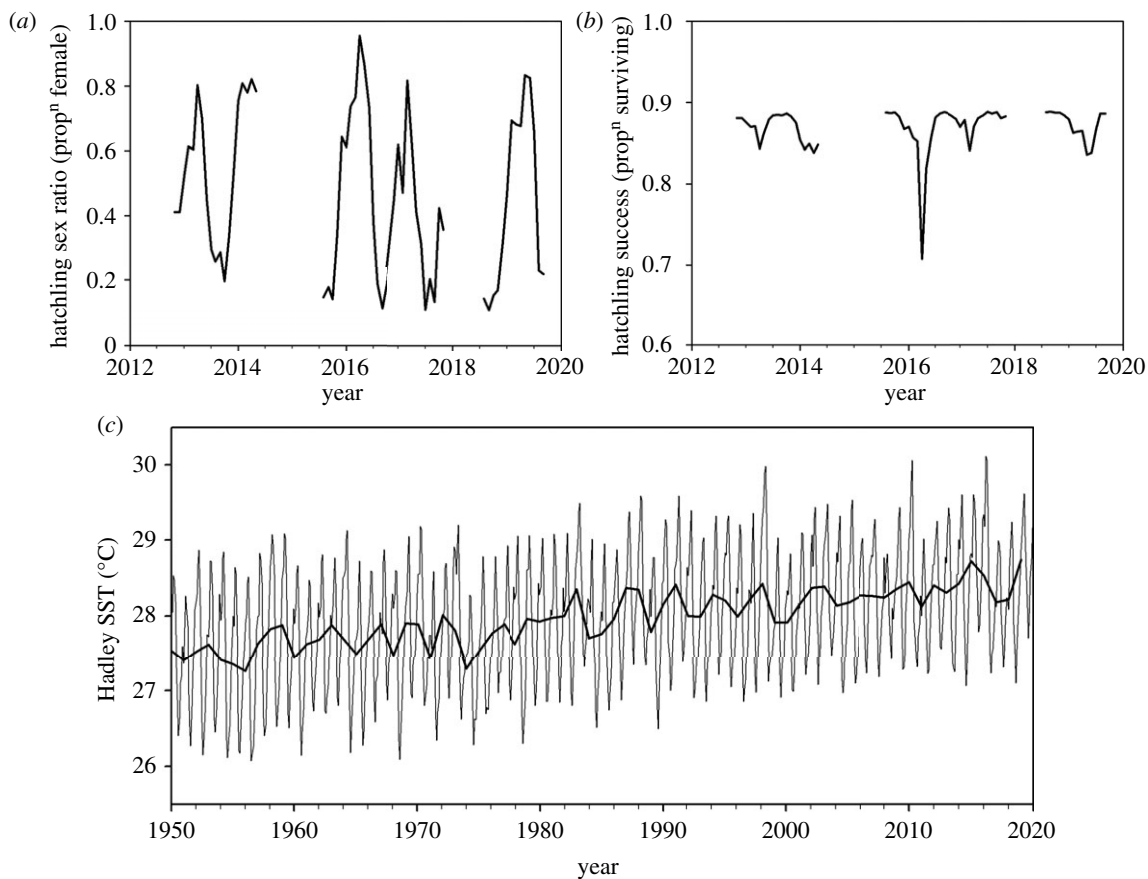 (a)
hatchling sex ratio (propⁿ female)
1.0
0.8
0.6
0.4
0.2
0
2012 2014 2016 2018 2020
year
(b)
hatchling success (propⁿ surviving)
1.0
0.9
0.8
0.7
0.6
2012 2014 2016 2018 2020
year
(c)
Hadley SST (°C)
30
29
28
27
26
1950 1960 1970 1980 1990 2000 2010 2020
year